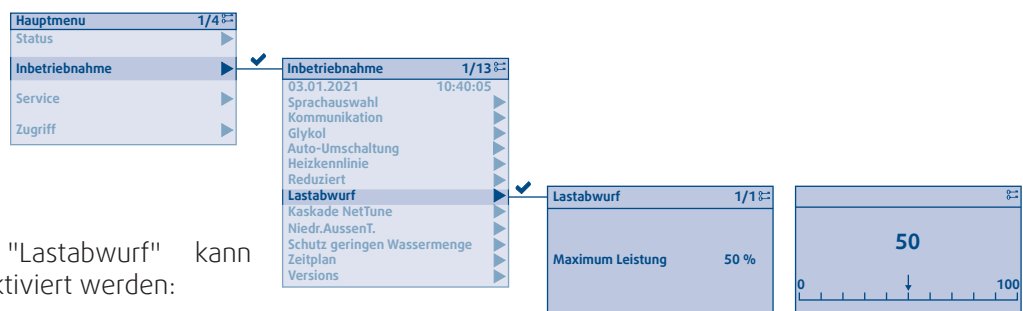 Hauptmenu 1/4
Status
Inbetriebnahme
Service
Zugriff
Inbetriebnahme 1/13
03.01.2021 10:40:05
Sprachauswahl
Kommunikation
Glykol
Auto-Umschaltung
Heizkennlinie
Reduziert
Lastabwurf
Kaskade NetTune
Niedr.AussenT.
Schutz geringen Wassermenge
Zeitplan
Versions
Lastabwurf 1/1
Maximum Leistung 50 %
50
0 100
"Lastabwurf" kann
ktiviert werden: